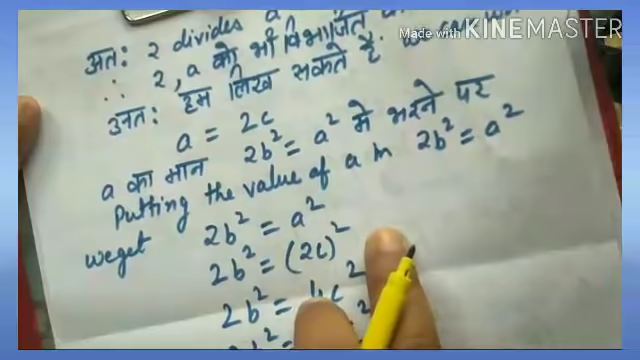 Made with KINEMASTER
अतः 2 divides a
∴ 2, a को भी विभाजित
अतः हम लिख सकते हैं we can
a = 2c
a का मान 2b² = a² मे भरने पर
Putting the value of a in 2b² = a²
we get 2b² = a²
2b² = (2c)²
2b² = 4c²